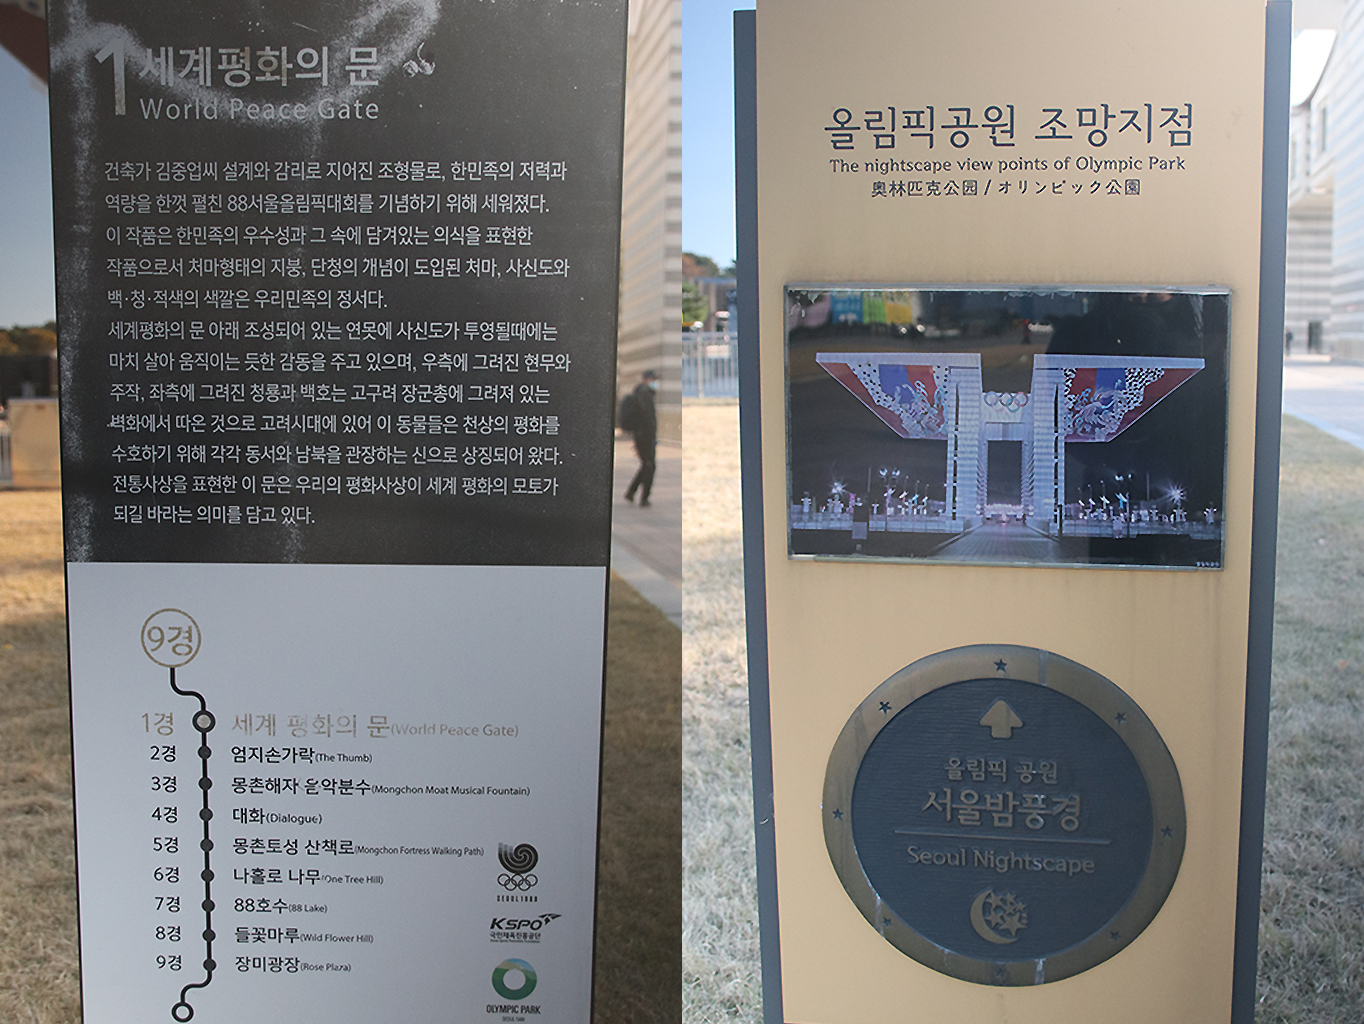 1 세계평화의 문
World Peace Gate
건축가 김중업씨 설계와 감리로 지어진 조형물로, 한민족의 저력과
역량을 한껏 펼친 88서울올림픽대회를 기념하기 위해 세워졌다.
이 작품은 한민족의 우수성과 그 속에 담겨있는 의식을 표현한
작품으로서 처마형태의 지붕, 단청의 개념이 도입된 처마, 사신도와
백·청·적색의 색깔은 우리민족의 정서다.
세계평화의 문 아래 조성되어 있는 연못에 사신도가 투영될때에는
마치 살아 움직이는 듯한 감동을 주고 있으며, 우측에 그려진 현무와
주작, 좌측에 그려진 청룡과 백호는 고구려 장군총에 그려져 있는
벽화에서 따온 것으로 고려시대에 있어 이 동물들은 천상의 평화를
수호하기 위해 각각 동서와 남북을 관장하는 신으로 상징되어 왔다.
전통사상을 표현한 이 문은 우리의 평화사상이 세계 평화의 모토가
되길 바라는 의미를 담고 있다.
9경
1경 세계 평화의 문(World Peace Gate)
2경 엄지손가락(The Thumb)
3경 몽촌해자 음악분수(Mongchon Moat Musical Fountain)
4경 대화(Dialogue)
5경 몽촌토성 산책로(Mongchon Fortress Walking Path)
6경 나홀로 나무(One Tree Hill)
7경 88호수(88 Lake)
8경 들꽃마루(Wild Flower Hill)
9경 장미광장(Rose Plaza)
SEOUL 1988
KSPO
국민체육진흥공단
OLYMPIC PARK
올림픽공원 조망지점
The nightscape view points of Olympic Park
奥林匹克公园 / オリンピック公園
올림픽 공원
서울밤풍경
Seoul Nightscape